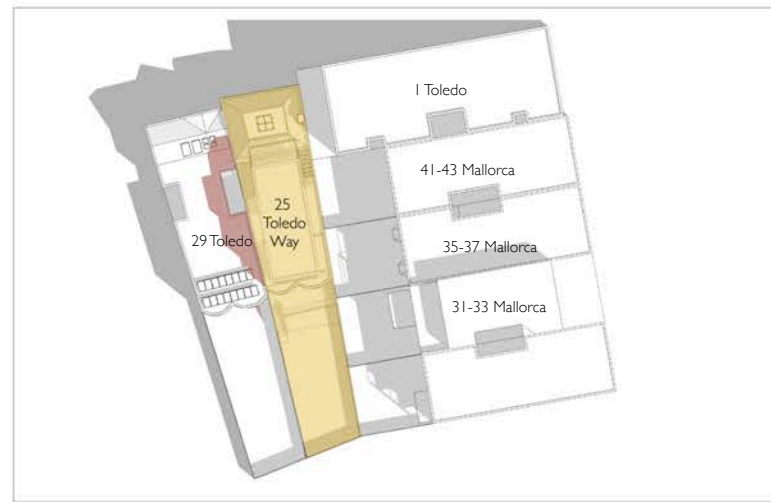 1 Toledo
41-43 Mallorca
25
Toledo
Way
29 Toledo
35-37 Mallorca
31-33 Mallorca